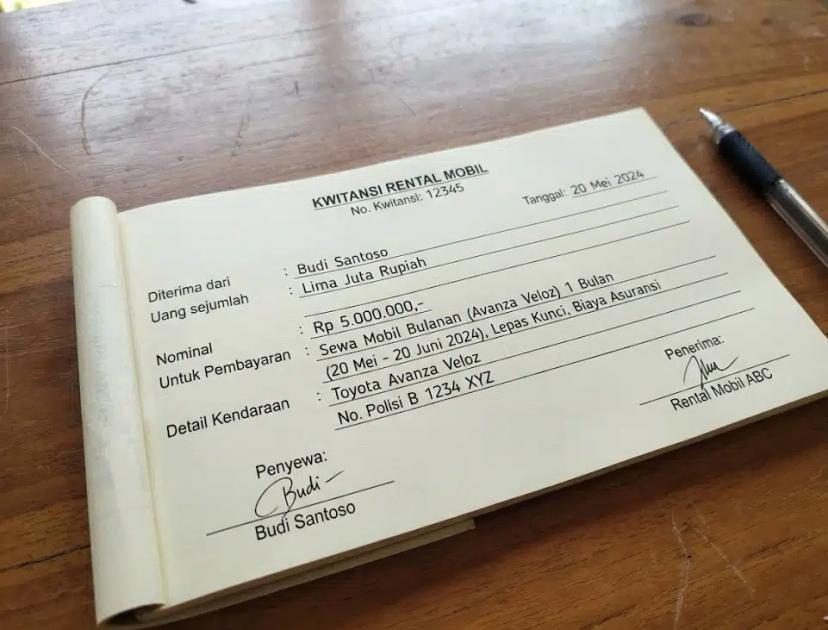 KWITANSI RENTAL MOBIL
No. Kwitansi: 12345
Tanggal: 20 Mei 2024
Diterima dari : Budi Santoso
Uang sejumlah : Lima Juta Rupiah
Nominal : Rp 5.000.000,-
Untuk Pembayaran : Sewa Mobil Bulanan (Avanza Veloz) 1 Bulan
(20 Mei - 20 Juni 2024), Lepas Kunci, Biaya Asuransi
Detail Kendaraan : Toyota Avanza Veloz
No. Polisi B 1234 XYZ
Penerima:
Rental Mobil ABC
Penyewa:
Budi
Budi Santoso